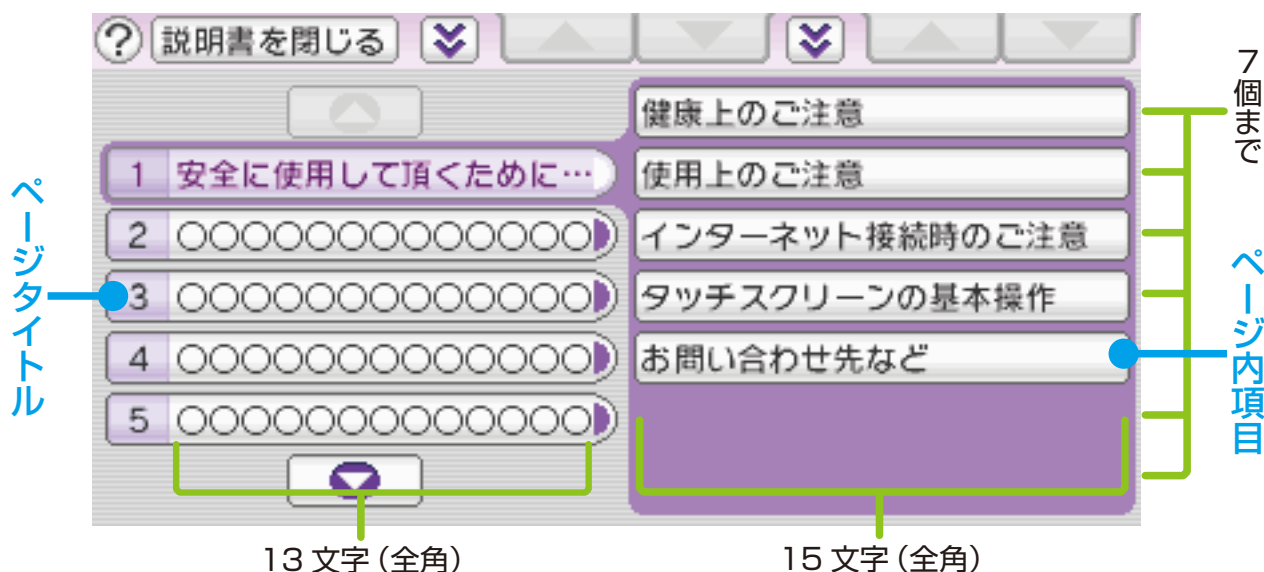 ? 説明書を閉じる
健康上のご注意
1 安全に使用して頂くために…
使用上のご注意
2 ○○○○○○○○○○○○○
インターネット接続時のご注意
3 ○○○○○○○○○○○○○
タッチスクリーンの基本操作
4 ○○○○○○○○○○○○○
お問い合わせ先など
5 ○○○○○○○○○○○○○
ページタイトル
7個まで
ページ内項目
13文字(全角)
15文字(全角)